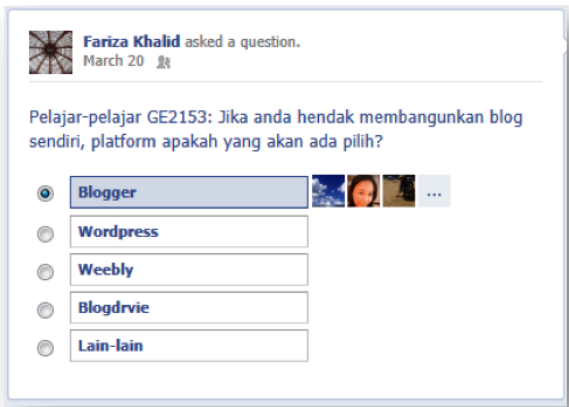 Fariza Khalid asked a question.
March 20
Pelajar-pelajar GE2153: Jika anda hendak membangunkan blog
sendiri, platform apakah yang akan ada pilih?
Blogger
...
Wordpress
Weebly
Blogdrvie
Lain-lain